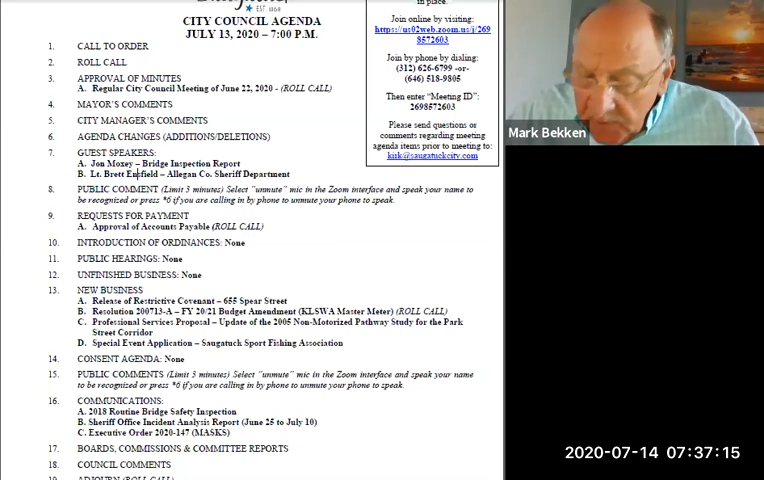 EST. 1868
CITY COUNCIL AGENDA
JULY 13, 2020 – 7:00 P.M.
1. CALL TO ORDER
2. ROLL CALL
3. APPROVAL OF MINUTES
A. Regular City Council Meeting of June 22, 2020 - (ROLL CALL)
4. MAYOR'S COMMENTS
5. CITY MANAGER'S COMMENTS
6. AGENDA CHANGES (ADDITIONS/DELETIONS)
7. GUEST SPEAKERS:
A. Jon Moxey – Bridge Inspection Report
B. Lt. Brett Ensfield – Allegan Co. Sheriff Department
8. PUBLIC COMMENT (Limit 3 minutes) Select "unmute" mic in the Zoom interface and speak your name to
be recognized or press *6 if you are calling in by phone to unmute your phone to speak.
9. REQUESTS FOR PAYMENT
A. Approval of Accounts Payable (ROLL CALL)
10. INTRODUCTION OF ORDINANCES: None
11. PUBLIC HEARINGS: None
12. UNFINISHED BUSINESS: None
13. NEW BUSINESS
A. Release of Restrictive Covenant – 655 Spear Street
B. Resolution 200713-A – FY 20/21 Budget Amendment (KLSWA Master Meter) (ROLL CALL)
C. Professional Services Proposal – Update of the 2005 Non-Motorized Pathway Study for the Park
Street Corridor
D. Special Event Application – Saugatuck Sport Fishing Association
14. CONSENT AGENDA: None
15. PUBLIC COMMENTS (Limit 3 minutes) Select "unmute" mic in the Zoom interface and speak your name
to be recognized or press *6 if you are calling in by phone to unmute your phone to speak.
16. COMMUNICATIONS:
A. 2018 Routine Bridge Safety Inspection
B. Sheriff Office Incident Analysis Report (June 25 to July 10)
C. Executive Order 2020-147 (MASKS)
17. BOARDS, COMMISSIONS & COMMITTEE REPORTS
18. COUNCIL COMMENTS
19. ADJOURN (ROLL CALL)
in place.
Join online by visiting:
https://us02web.zoom.us/j/269
8572603
Join by phone by dialing:
(312) 626-6799 -or-
(646) 518-9805
Then enter "Meeting ID":
2698572603
Please send questions or
comments regarding meeting
agenda items prior to meeting to:
kirk@saugatuckcity.com
Mark Bekken
2020-07-14 07:37:15